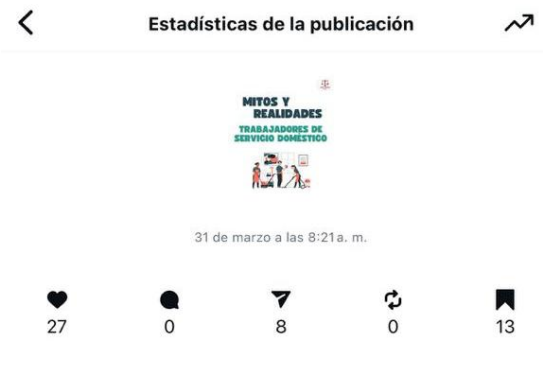 Estadísticas de la publicación
MITOS Y
REALIDADES
TRABAJADORES DE
SERVICIO DOMÉSTICO
31 de marzo a las 8:21 a. m.
27
0
8
0
13